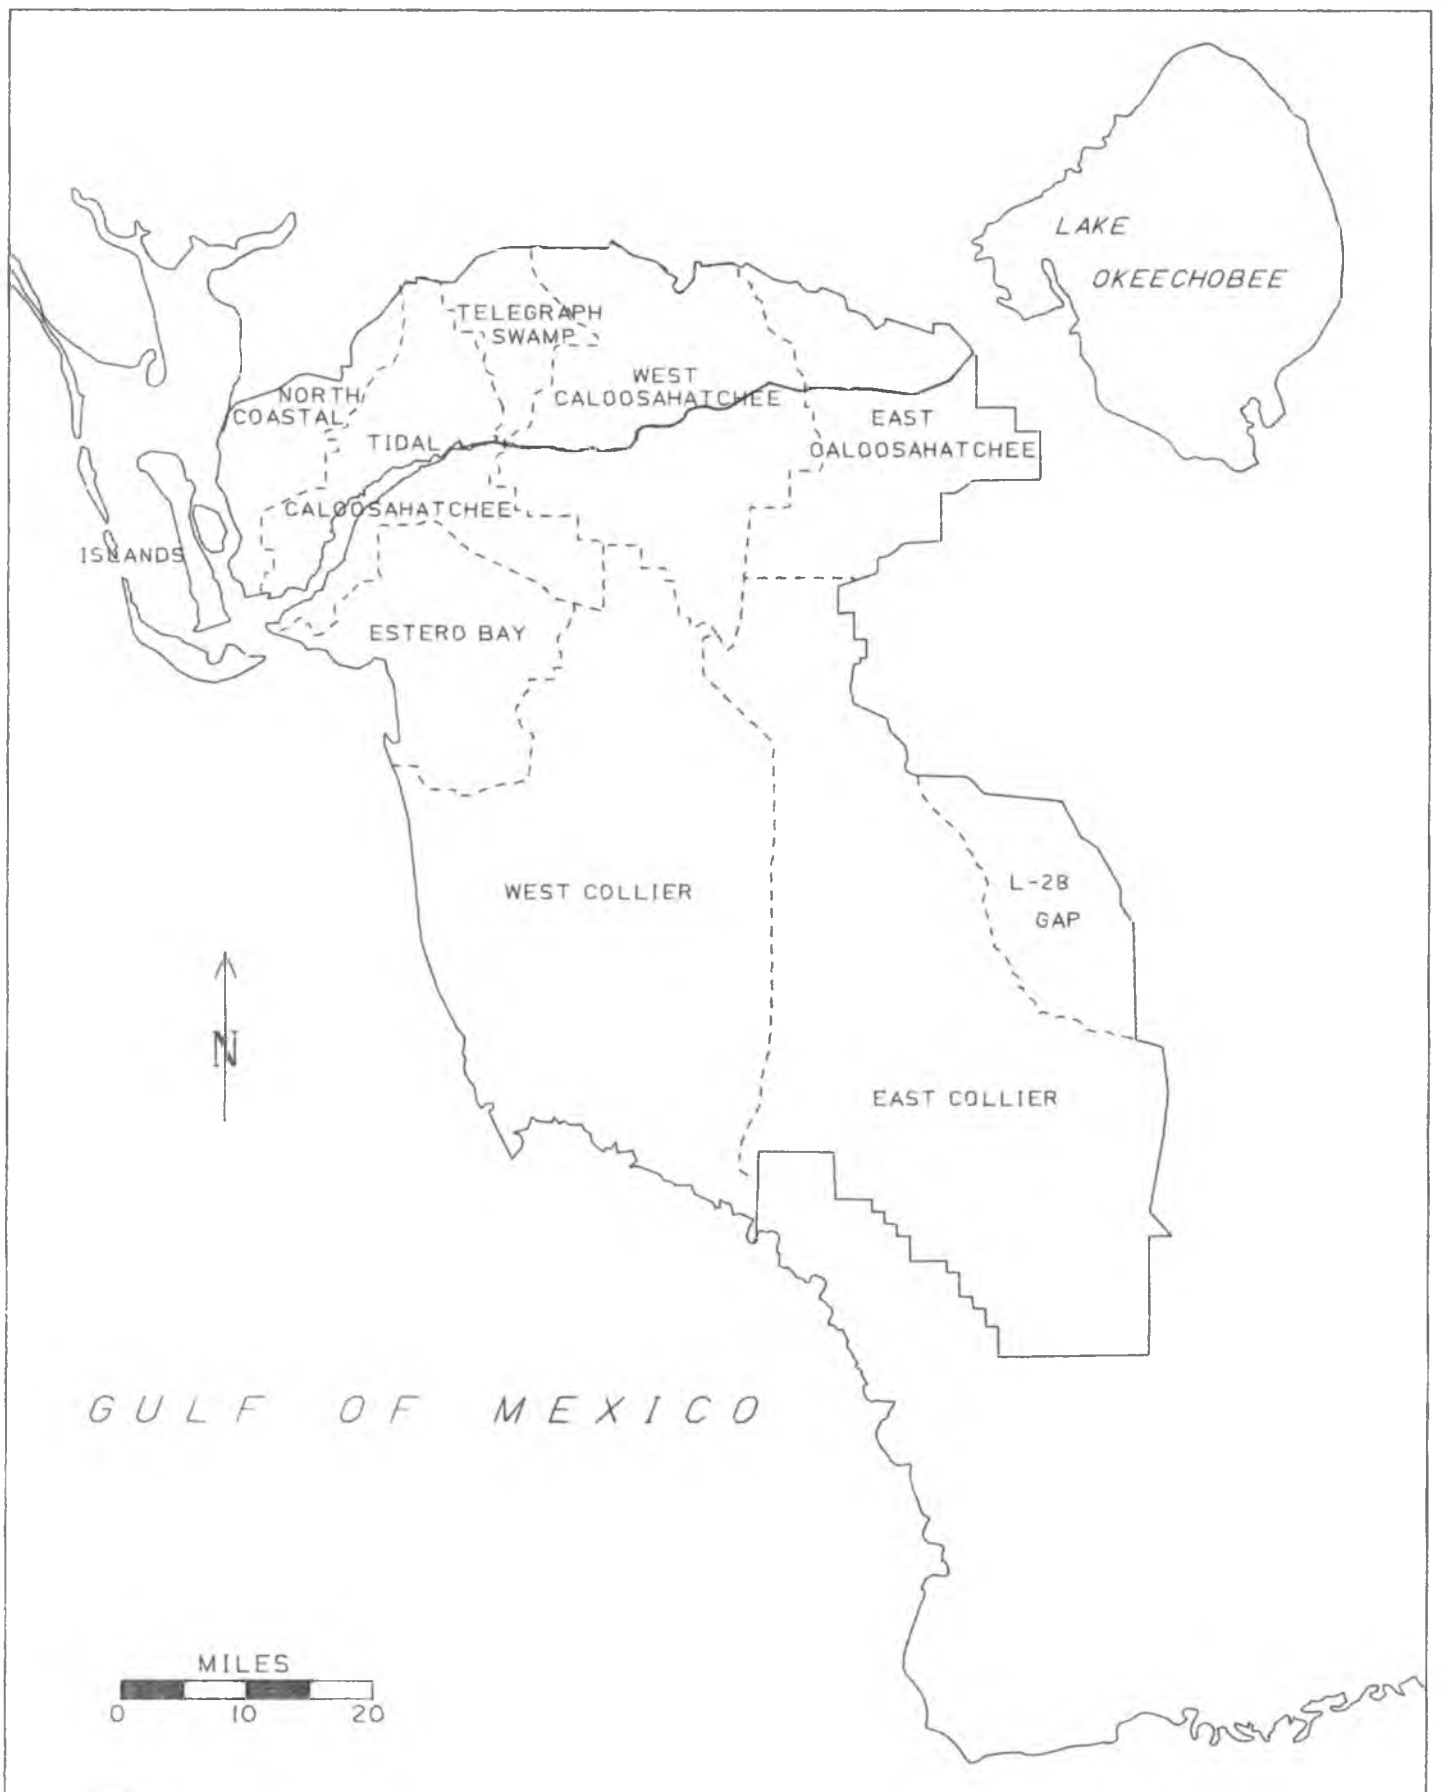 LAKE
OKEECHOBEE
TELEGRAPH
SWAMP
WEST
CALOOSAHATCHEE
NORTH
COASTAL
EAST
CALOOSAHATCHEE
TIDAL
CALOOSAHATCHEE
ISLANDS
ESTERO BAY
WEST COLLIER
L-28
GAP
N
EAST COLLIER
GULF OF MEXICO
MILES
0 10 20